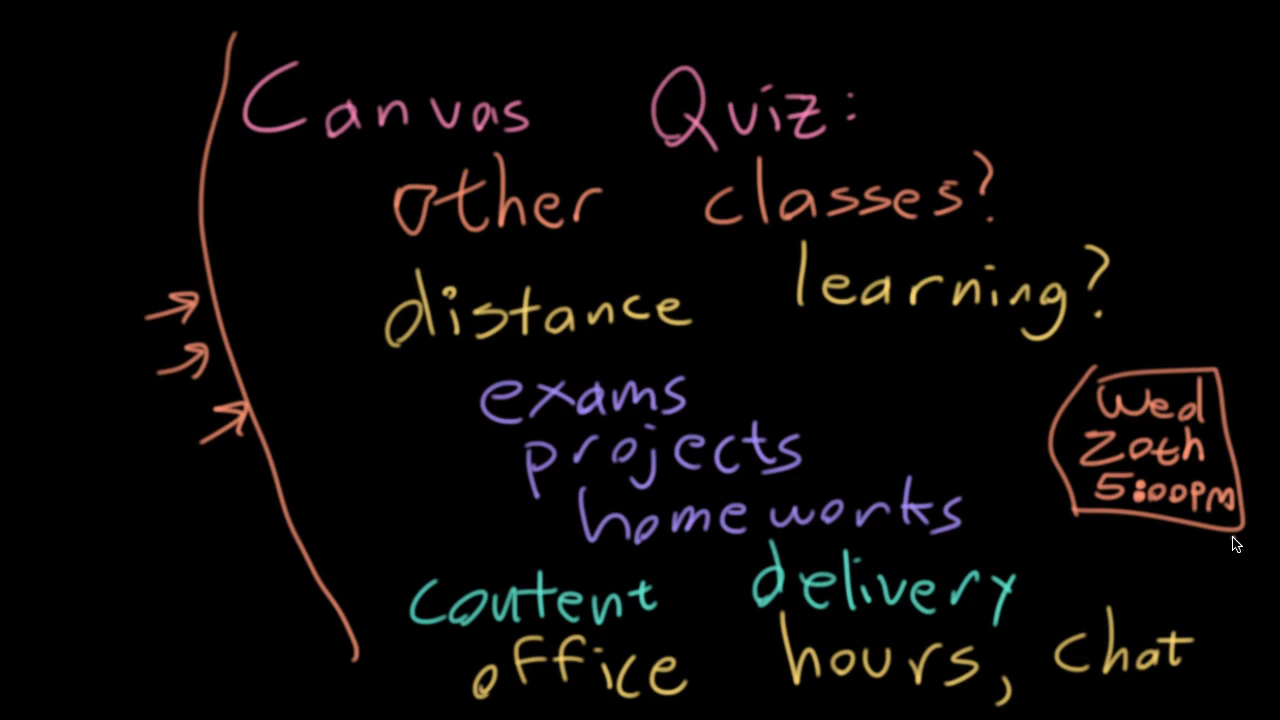 Canvas Quiz:
other classes?
distance learning?
exams
projects
homeworks
Wed
20th
5:00PM
content delivery
office hours, chat